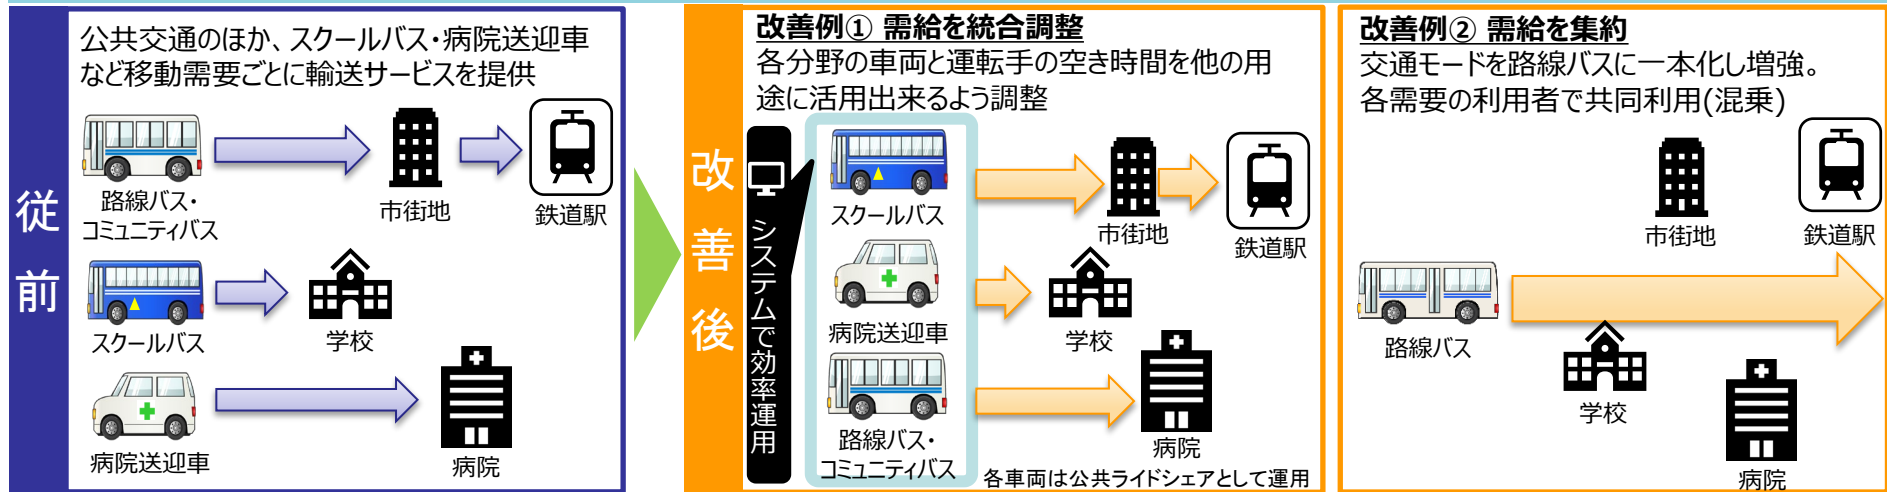 従前
公共交通のほか、スクールバス・病院送迎車
など移動需要ごとに輸送サービスを提供
路線バス・
コミュニティバス
市街地
鉄道駅
スクールバス
学校
病院送迎車
病院
改善後
改善例① 需給を統合調整
各分野の車両と運転手の空き時間を他の用
途に活用出来るよう調整
システムで効率運用
スクールバス
市街地
鉄道駅
病院送迎車
学校
路線バス・
コミュニティバス
病院
各車両は公共ライドシェアとして運用
改善例② 需給を集約
交通モードを路線バスに一本化し増強。
各需要の利用者で共同利用(混乗)
市街地
鉄道駅
路線バス
学校
病院